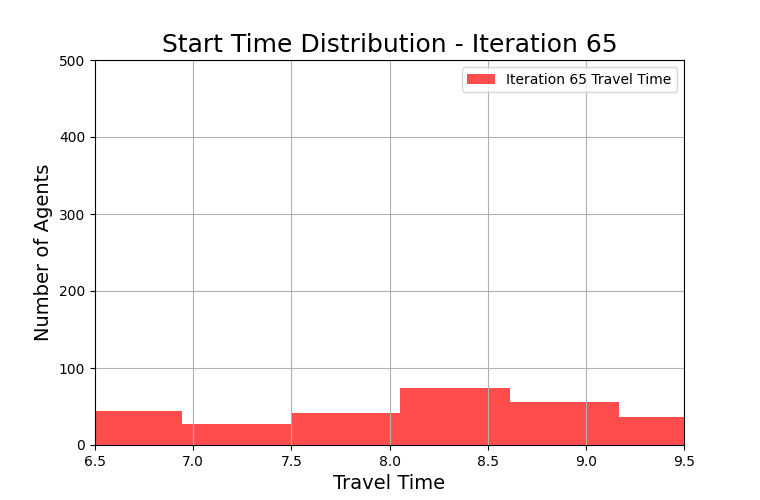 Start Time Distribution - Iteration 65
Iteration 65 Travel Time
Number of Agents
500
400
300
200
100
0
6.5 7.0 7.5 8.0 8.5 9.0 9.5
Travel Time